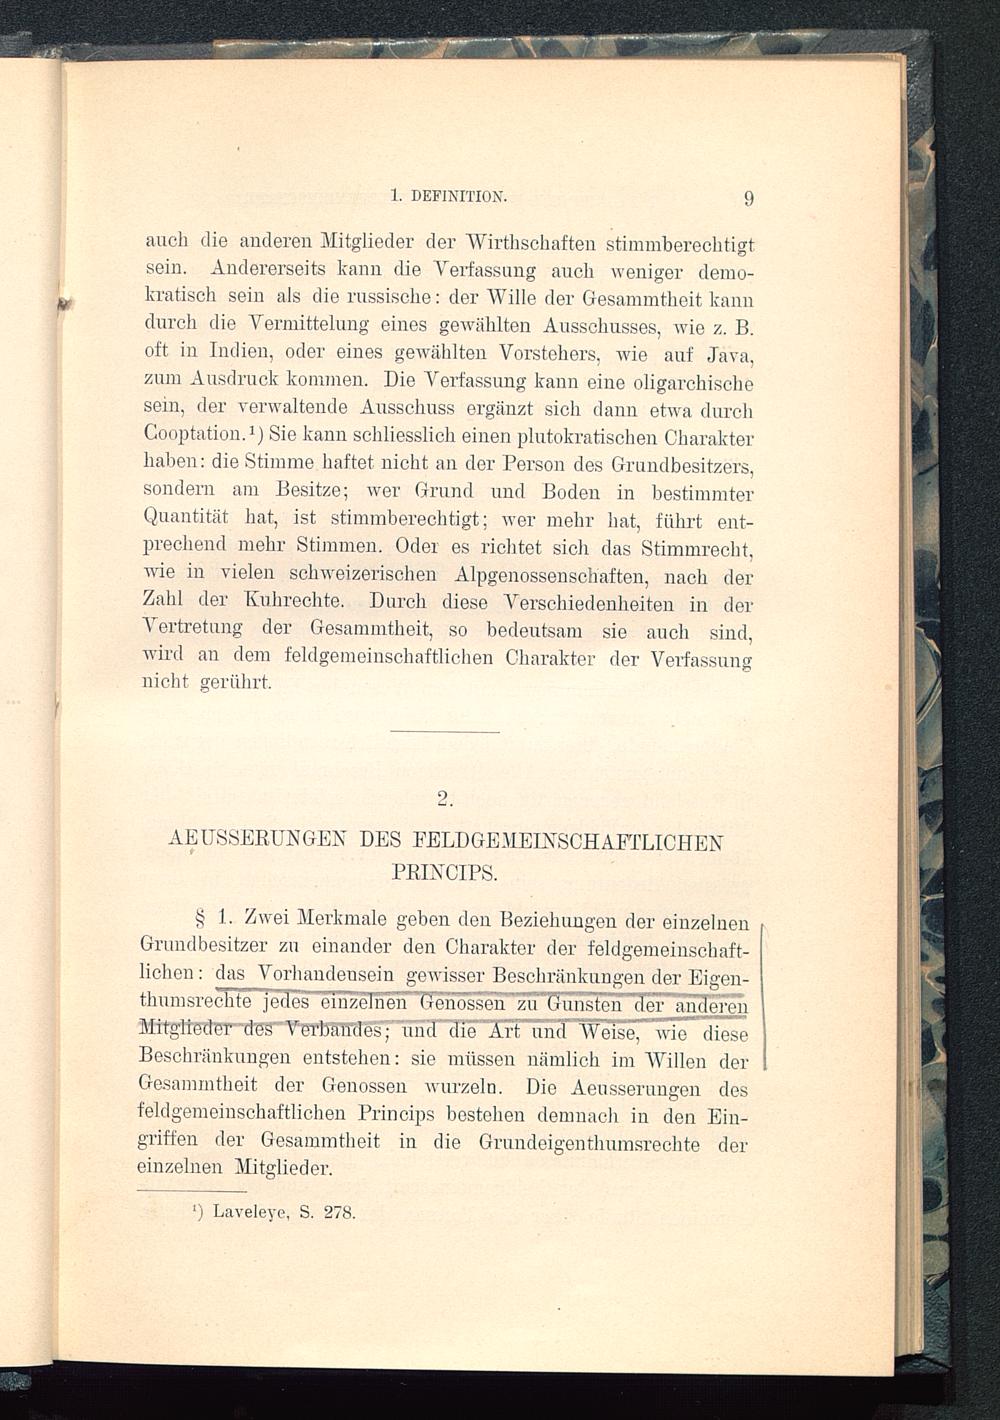 1. DEFINITION. 9
auch die anderen Mitglieder der Wirthschaften stimmberechtigt
sein. Andererseits kann die Verfassung auch weniger demo-
kratisch sein als die russische: der Wille der Gesammtheit kann
durch die Vermittelung eines gewählten Ausschusses, wie z. B.
oft in Indien, oder eines gewählten Vorstehers, wie auf Java,
zum Ausdruck kommen. Die Verfassung kann eine oligarchische
sein, der verwaltende Ausschuss ergänzt sich dann etwa durch
Cooptation.¹) Sie kann schliesslich einen plutokratischen Charakter
haben: die Stimme haftet nicht an der Person des Grundbesitzers,
sondern am Besitze; wer Grund und Boden in bestimmter
Quantität hat, ist stimmberechtigt; wer mehr hat, führt ent-
prechend mehr Stimmen. Oder es richtet sich das Stimmrecht,
wie in vielen schweizerischen Alpgenossenschaften, nach der
Zahl der Kuhrechte. Durch diese Verschiedenheiten in der
Vertretung der Gesammtheit, so bedeutsam sie auch sind,
wird an dem feldgemeinschaftlichen Charakter der Verfassung
nicht gerührt.
2.
AEUSSERUNGEN DES FELDGEMEINSCHAFTLICHEN
PRINCIPS.
§ 1. Zwei Merkmale geben den Beziehungen der einzelnen
Grundbesitzer zu einander den Charakter der feldgemeinschaft-
lichen: das Vorhandensein gewisser Beschränkungen der Eigen-
thumsrechte jedes einzelnen Genossen zu Gunsten der anderen
Mitglieder des Verbandes; und die Art und Weise, wie diese
Beschränkungen entstehen: sie müssen nämlich im Willen der
Gesammtheit der Genossen wurzeln. Die Aeusserungen des
feldgemeinschaftlichen Princips bestehen demnach in den Ein-
griffen der Gesammtheit in die Grundeigenthumsrechte der
einzelnen Mitglieder.
¹) Laveleye, S. 278.